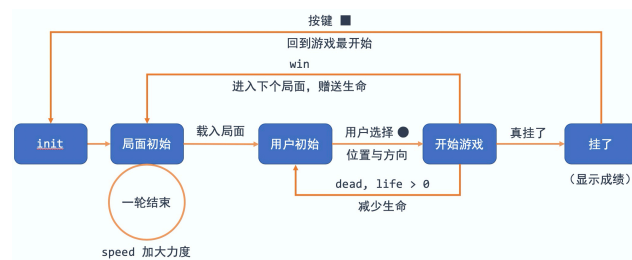 按键 ■
回到游戏最开始
win
进入下个局面，赠送生命
init
局面初始
载入局面
用户初始
用户选择 ●
位置与方向
开始游戏
真挂了
挂了
（显示成绩）
dead, life > 0
减少生命
一轮结束
speed 加大力度